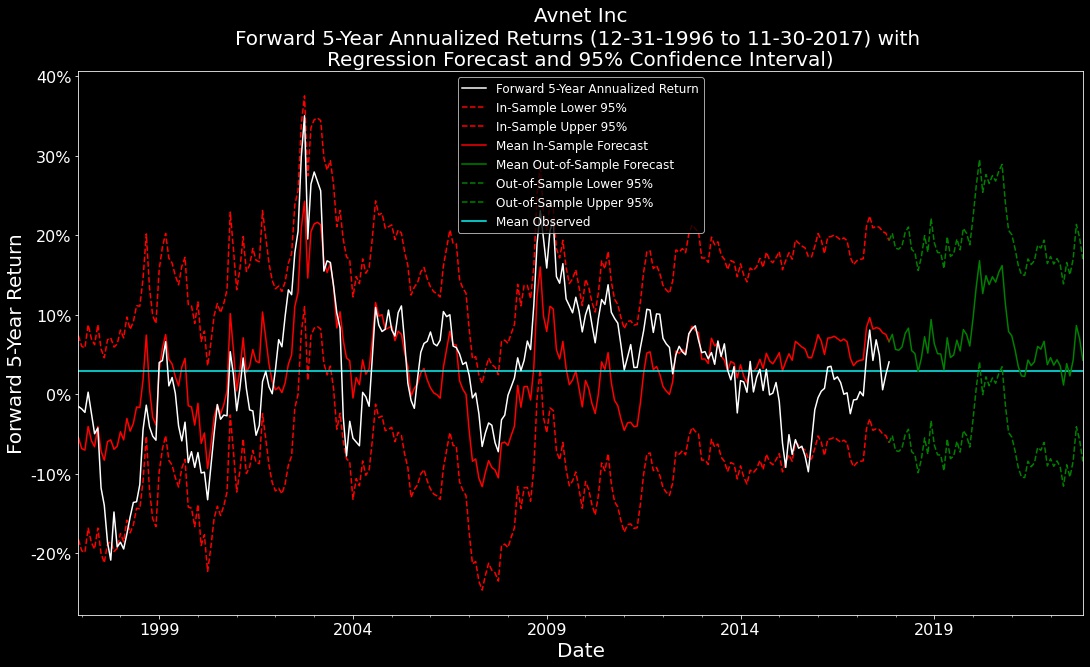 Avnet Inc
Forward 5-Year Annualized Returns (12-31-1996 to 11-30-2017) with
Regression Forecast and 95% Confidence Interval)
Forward 5-Year Annualized Return
In-Sample Lower 95%
In-Sample Upper 95%
Mean In-Sample Forecast
Mean Out-of-Sample Forecast
Out-of-Sample Lower 95%
Out-of-Sample Upper 95%
Mean Observed
Forward 5-Year Return
40%
30%
20%
10%
0%
-10%
-20%
1999
2004
2009
2014
2019
Date